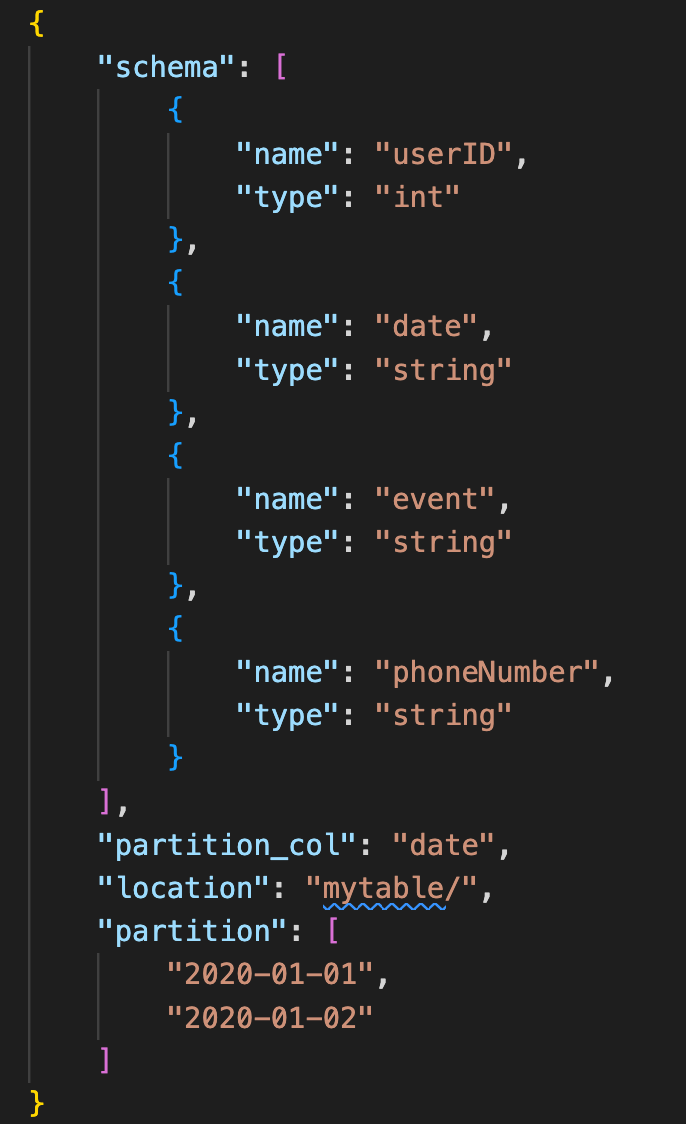 {
    "schema": [
        {
            "name": "userID",
            "type": "int"
        },
        {
            "name": "date",
            "type": "string"
        },
        {
            "name": "event",
            "type": "string"
        },
        {
            "name": "phoneNumber",
            "type": "string"
        }
    ],
    "partition_col": "date",
    "location": "mytable/",
    "partition": [
        "2020-01-01",
        "2020-01-02"
    ]
}